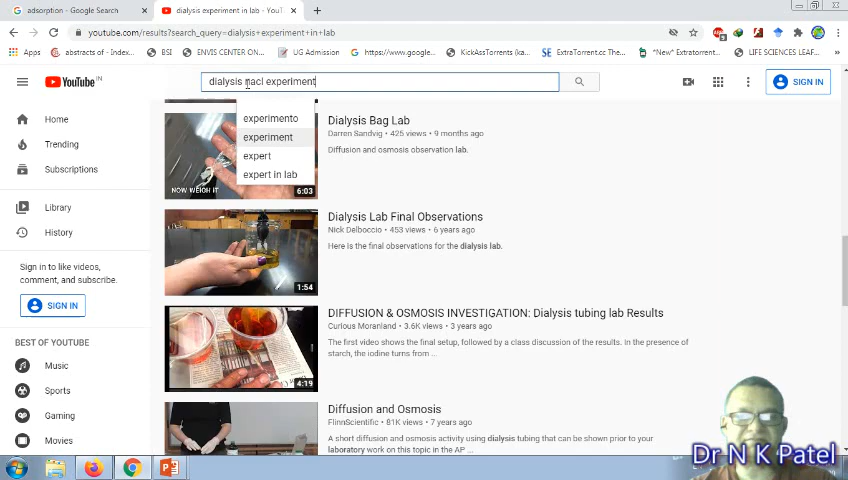 adsorption - Google Search
dialysis experiment in lab - YouT
youtube.com/results?search_query=dialysis+experiment+in+lab
Apps
abstracts of - Index...
BSI
ENVIS CENTER ON...
UG Admission
https://www.google...
KickAssTorrents (ka...
ExtraTorrent.cc The...
*New* Extratorrent...
LIFE SCIENCES LEAF...
YouTube IN
dialysis nacl experiment
SIGN IN
experimento
experiment
expert
expert in lab
Home
Trending
Subscriptions
Library
History
Sign in to like videos,
comment, and subscribe.
SIGN IN
BEST OF YOUTUBE
Music
Sports
Gaming
Movies
NOW WEIGH IT
6:03
Dialysis Bag Lab
Darren Sandvig • 425 views • 9 months ago
Diffusion and osmosis observation lab.
1:54
Dialysis Lab Final Observations
Nick Delboccio • 453 views • 6 years ago
Here is the final observations for the dialysis lab.
4:19
DIFFUSION & OSMOSIS INVESTIGATION: Dialysis tubing lab Results
Curious Moranland • 3.6K views • 3 years ago
The first video shows the final setup, followed by a class discussion of the results. In the presence of
starch, the iodine turns from ...
Diffusion and Osmosis
FlinnScientific • 81K views • 7 years ago
A short diffusion and osmosis activity using dialysis tubing that can be shown prior to your
laboratory work on this topic in the AP ...
Dr N K Patel